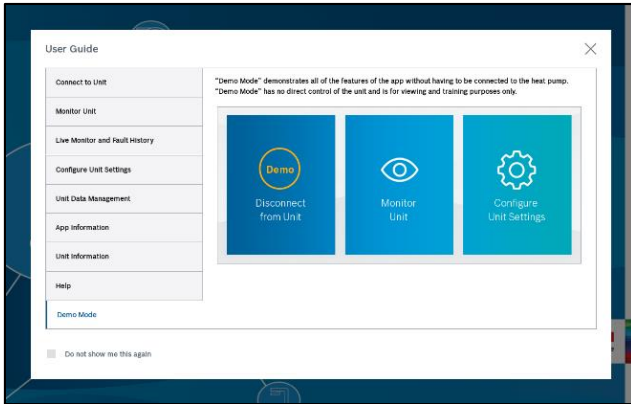 User Guide
Connect to Unit
Monitor Unit
Live Monitor and Fault History
Configure Unit Settings
Unit Data Management
App Information
Unit Information
Help
Demo Mode
"Demo Mode" demonstrates all of the features of the app without having to be connected to the heat pump.
"Demo Mode" has no direct control of the unit and is for viewing and training purposes only.
Demo
Disconnect
from Unit
Monitor
Unit
Configure
Unit Settings
Do not show me this again